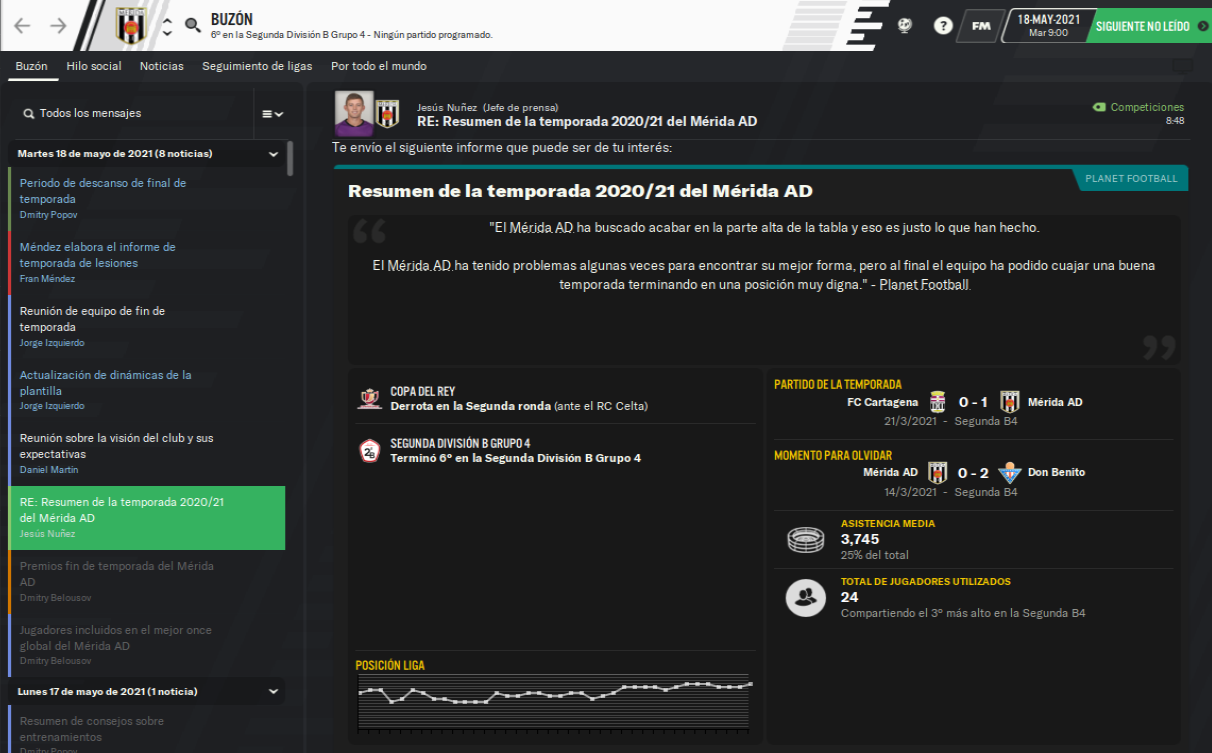 BUZÓN
6º en la Segunda División B Grupo 4 - Ningún partido programado.
?
FM
18-MAY-2021
Mar 9:00
SIGUIENTE NO LEÍDO
Buzón
Hilo social
Noticias
Seguimiento de ligas
Por todo el mundo
Todos los mensajes
Martes 18 de mayo de 2021 (8 noticias)
Periodo de descanso de final de
temporada
Dmitry Popov
Méndez elabora el informe de
temporada de lesiones
Fran Méndez
Reunión de equipo de fin de
temporada
Jorge Izquierdo
Actualización de dinámicas de la
plantilla
Jorge Izquierdo
Reunión sobre la visión del club y sus
expectativas
Daniel Martín
RE: Resumen de la temporada 2020/21
del Mérida AD
Jesús Nuñez
Premios fin de temporada del Mérida
AD
Dmitry Belousov
Jugadores incluidos en el mejor once
global del Mérida AD
Dmitry Belousov
Lunes 17 de mayo de 2021 (1 noticia)
Resumen de consejos sobre
entrenamientos
Dmitry Popov
Jesús Nuñez (Jefe de prensa)
RE: Resumen de la temporada 2020/21 del Mérida AD
Competiciones
8:48
Te envío el siguiente informe que puede ser de tu interés:
PLANET FOOTBALL
Resumen de la temporada 2020/21 del Mérida AD
"El Mérida AD ha buscado acabar en la parte alta de la tabla y eso es justo lo que han hecho.
El Mérida AD ha tenido problemas algunas veces para encontrar su mejor forma, pero al final el equipo ha podido cuajar una buena
temporada terminando en una posición muy digna." - Planet Football
COPA DEL REY
Derrota en la Segunda ronda (ante el RC Celta)
SEGUNDA DIVISIÓN B GRUPO 4
Terminó 6º en la Segunda División B Grupo 4
POSICIÓN LIGA
PARTIDO DE LA TEMPORADA
FC Cartagena 0 - 1 Mérida AD
21/3/2021 - Segunda B4
MOMENTO PARA OLVIDAR
Mérida AD 0 - 2 Don Benito
14/3/2021 - Segunda B4
ASISTENCIA MEDIA
3,745
25% del total
TOTAL DE JUGADORES UTILIZADOS
24
Compartiendo el 3º más alto en la Segunda B4